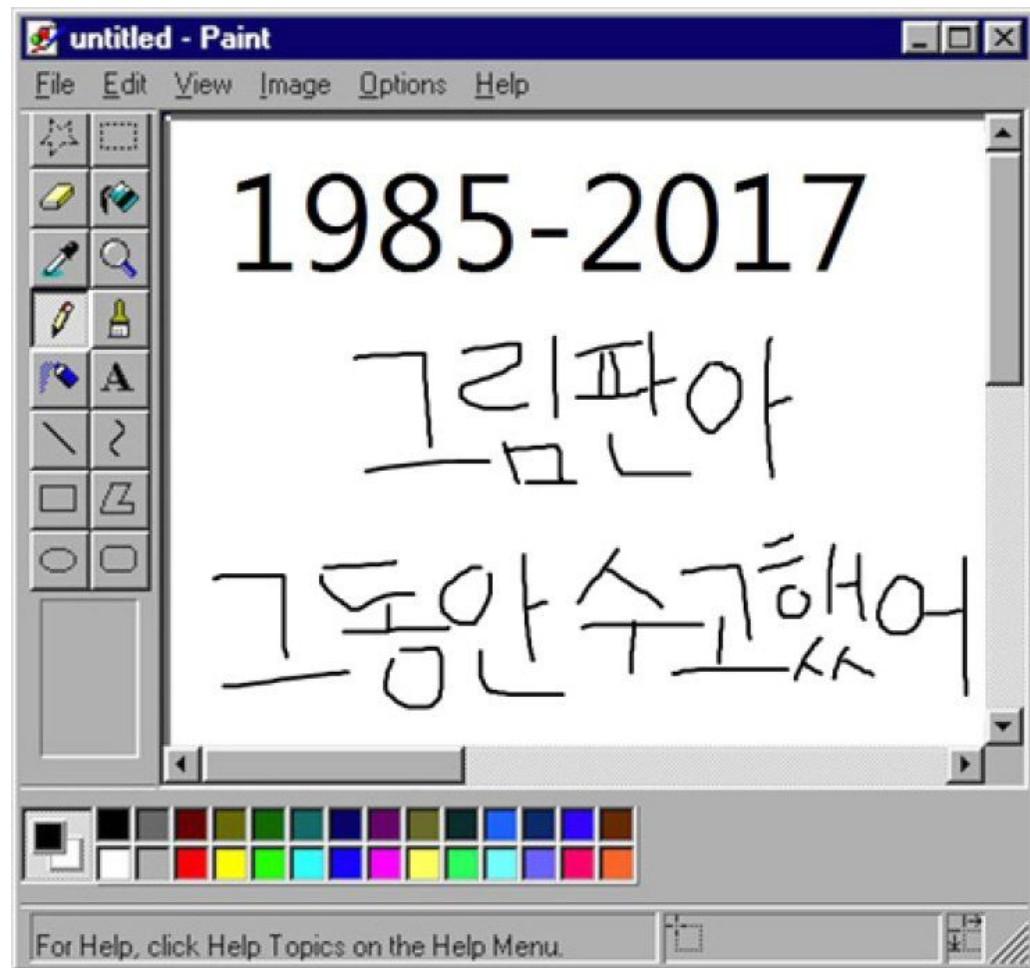 untitled - Paint
File Edit View Image Options Help
1985-2017
그림판아
그동안 수고했어
For Help, click Help Topics on the Help Menu.